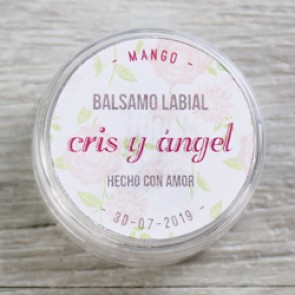 - MANGO -
BALSAMO LABIAL
cris y ángel
HECHO CON AMOR
- 30-07-2019 -